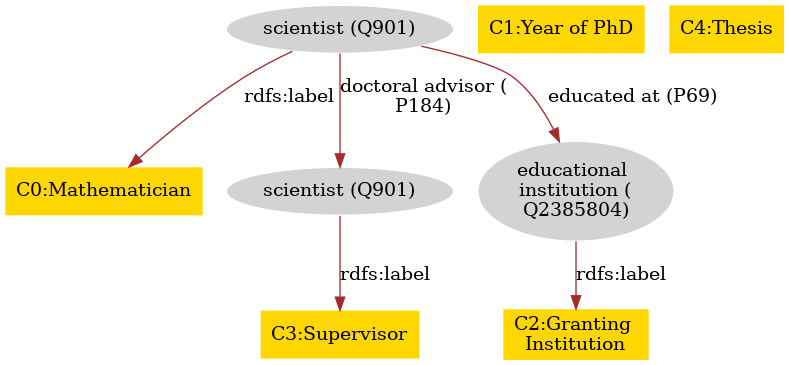 scientist (Q901)
C1:Year of PhD
C4:Thesis
rdfs:label
doctoral advisor (
P184)
educated at (P69)
C0:Mathematician
scientist (Q901)
educational
institution (
Q2385804)
rdfs:label
rdfs:label
C3:Supervisor
C2:Granting
Institution